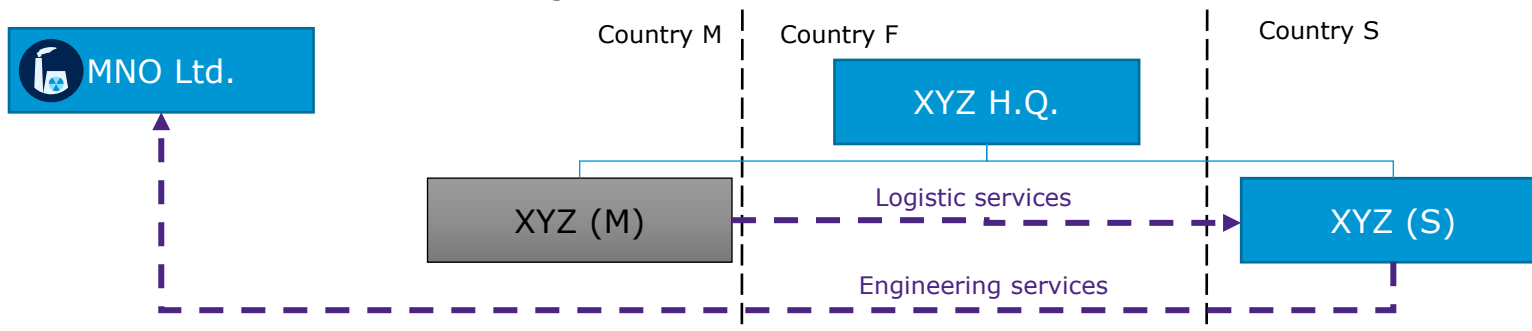 Country M
Country F
Country S
MNO Ltd.
XYZ H.Q.
XYZ (M)
Logistic services
XYZ (S)
Engineering services